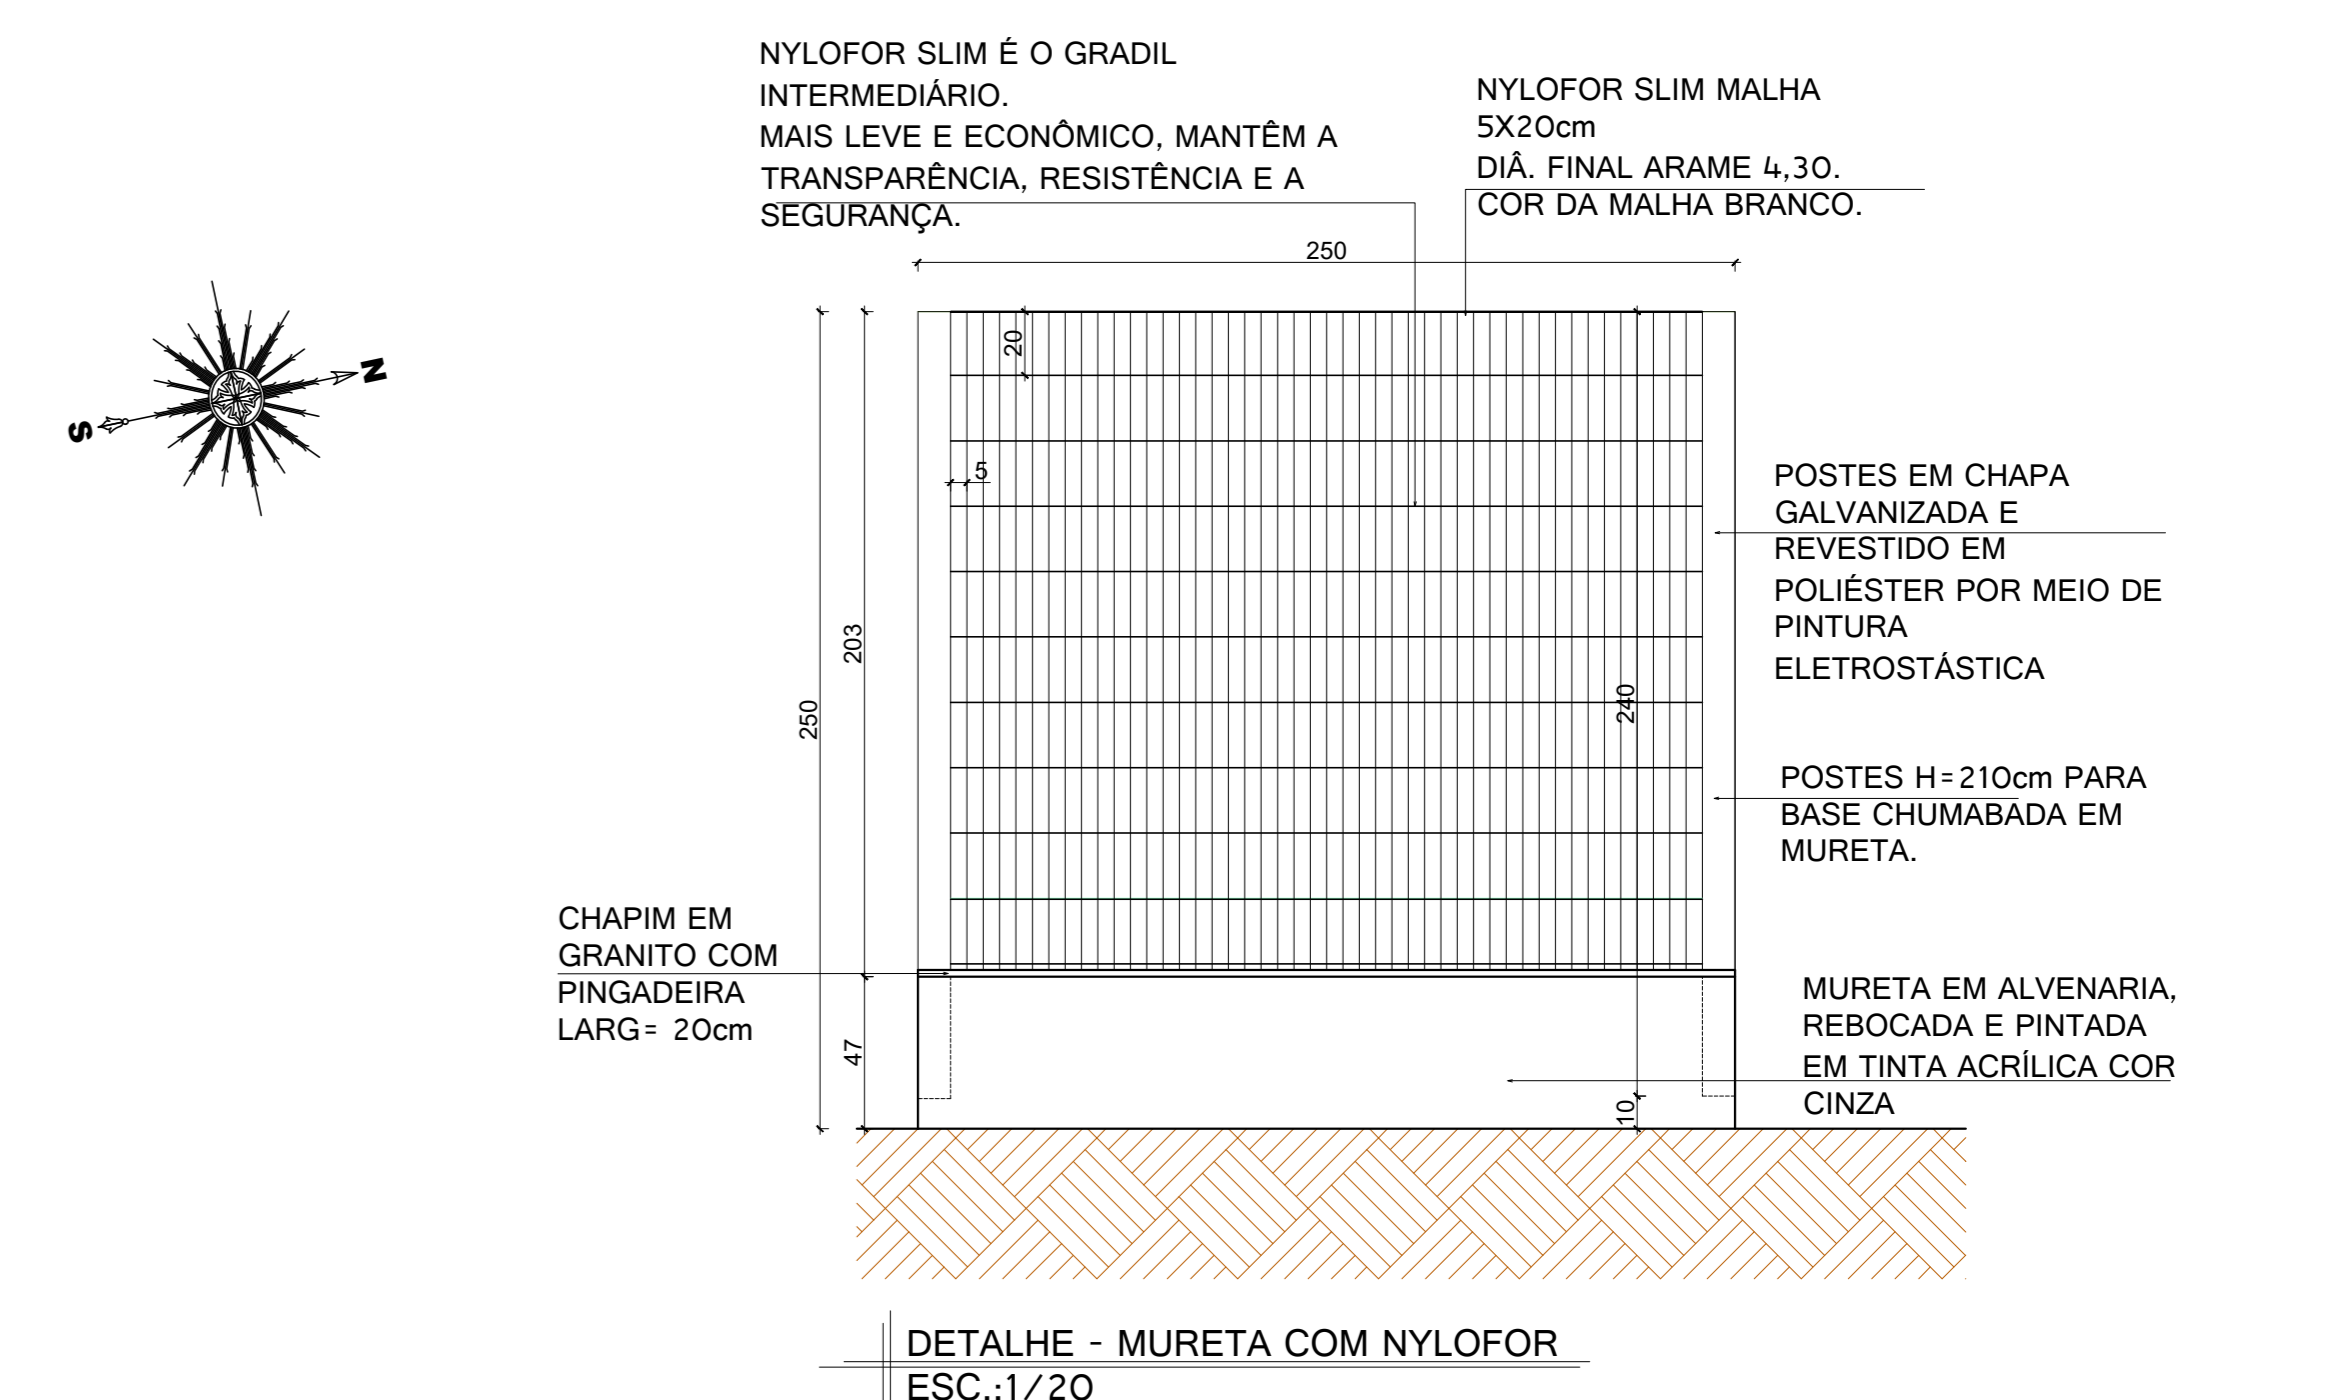 NYLOFOR SLIM É O GRADIL
INTERMEDIÁRIO.
MAIS LEVE E ECONÔMICO, MANTÊM A
TRANSPARÊNCIA, RESISTÊNCIA E A
SEGURANÇA.
NYLOFOR SLIM MALHA
5X20cm
DIÂ. FINAL ARAME 4,30.
COR DA MALHA BRANCO.
250
20
5
N
S
203
250
240
POSTES EM CHAPA
GALVANIZADA E
REVESTIDO EM
POLIÉSTER POR MEIO DE
PINTURA
ELETROSTÁSTICA
POSTES H=210cm PARA
BASE CHUMABADA EM
MURETA.
CHAPIM EM
GRANITO COM
PINGADEIRA
LARG= 20cm
47
10
MURETA EM ALVENARIA,
REBOCADA E PINTADA
EM TINTA ACRÍLICA COR
CINZA
DETALHE - MURETA COM NYLOFOR
ESC.:1/20